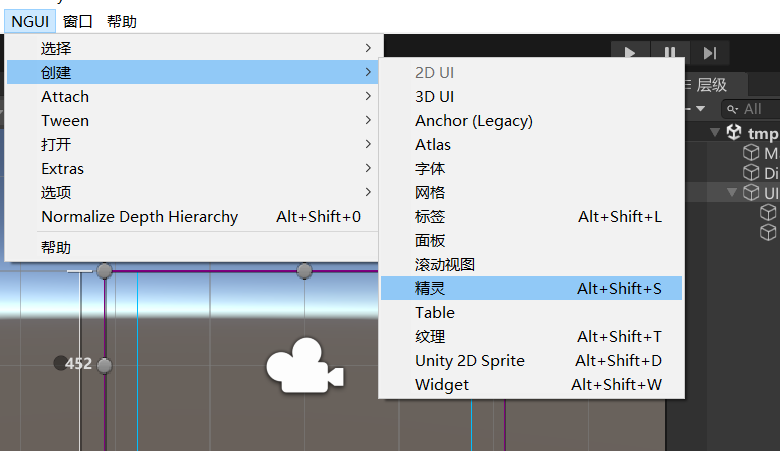 NGUI 窗口 帮助
选择
创建
Attach
Tween
打开
Extras
选项
Normalize Depth Hierarchy Alt+Shift+0
帮助
2D UI
3D UI
Anchor (Legacy)
Atlas
字体
网格
标签 Alt+Shift+L
面板
滚动视图
精灵 Alt+Shift+S
Table
纹理 Alt+Shift+T
Unity 2D Sprite Alt+Shift+D
Widget Alt+Shift+W
层级
All
tmp
M
Di
UI
452